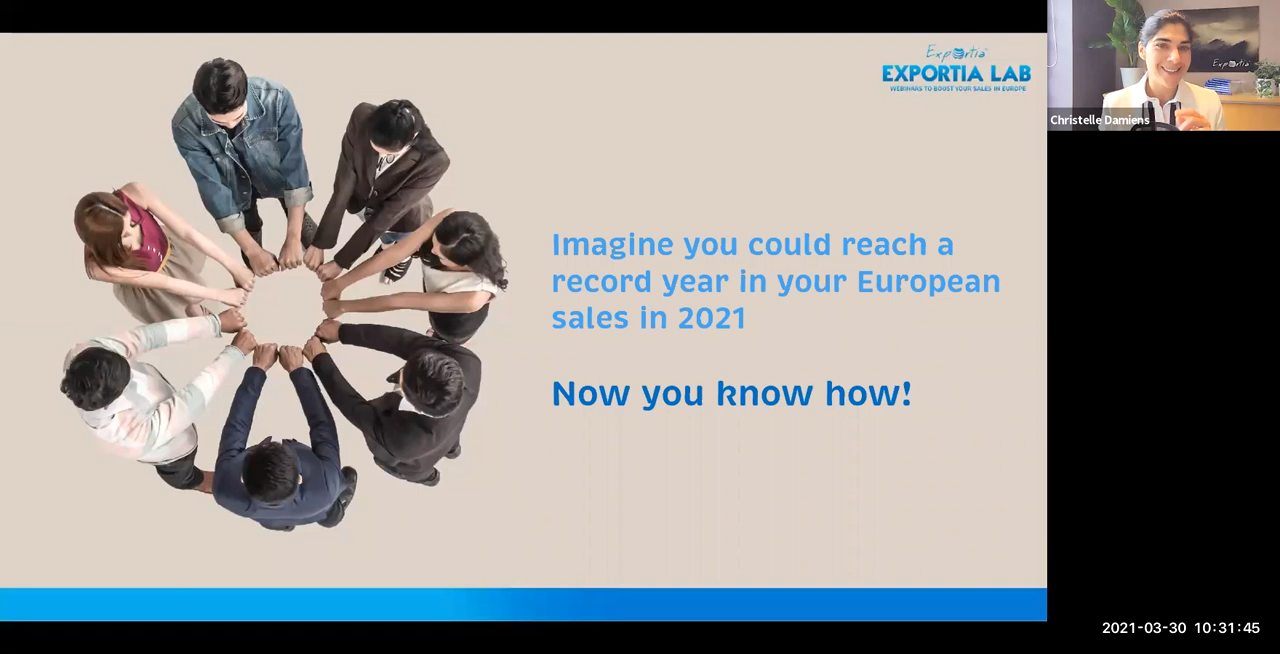 Exportia
EXPORTIA LAB
WEBINARS TO BOOST YOUR SALES IN EUROPE
Exportia
Christelle Damiens
Imagine you could reach a
record year in your European
sales in 2021
Now you know how!
2021-03-30 10:31:45